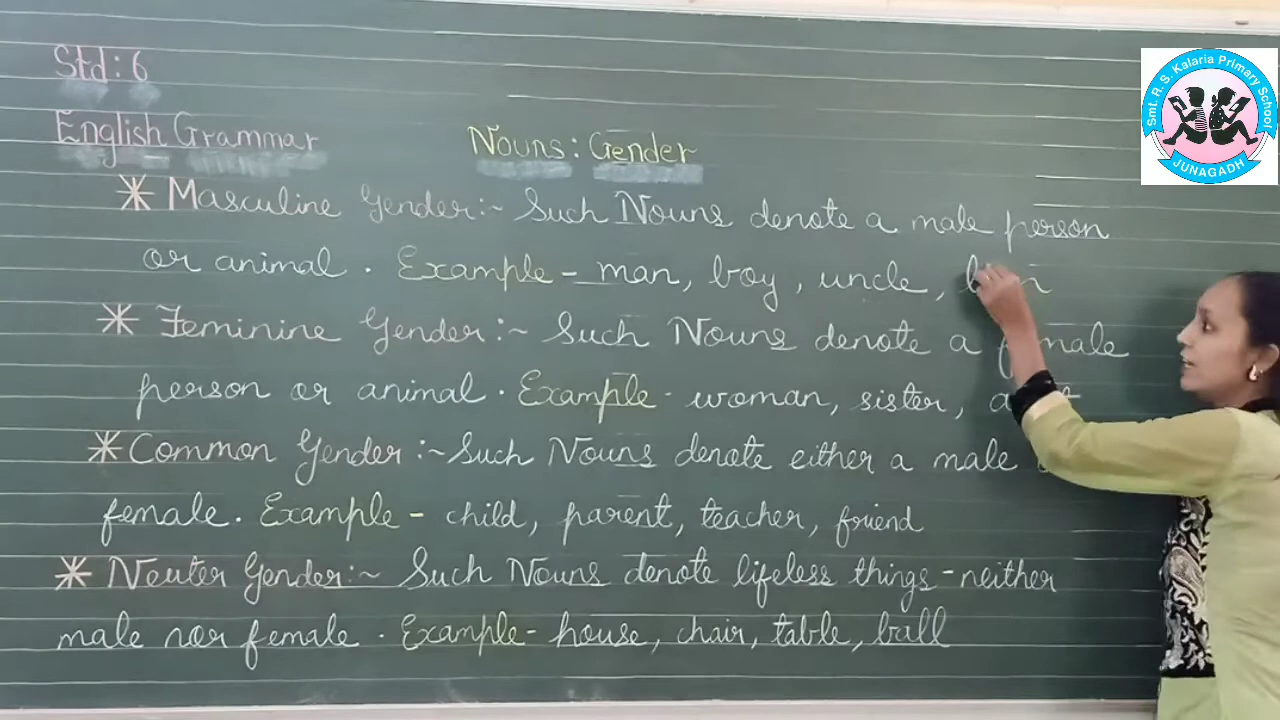 Std : 6
English Grammar
Nouns : Gender
Masculine Gender :~ Such Nouns denote a male person
or animal. Example - man, boy, uncle,
Feminine Gender :~ Such Nouns denote a female
person or animal. Example - woman, sister,
Common Gender :~ Such Nouns denote either a male
female. Example - child, parent, teacher, friend
Neuter Gender :~ Such Nouns denote lifeless things - neither
male nor female. Example - house, chair, table, ball
Smt. R. S. Kalaria Primary School
JUNAGADH